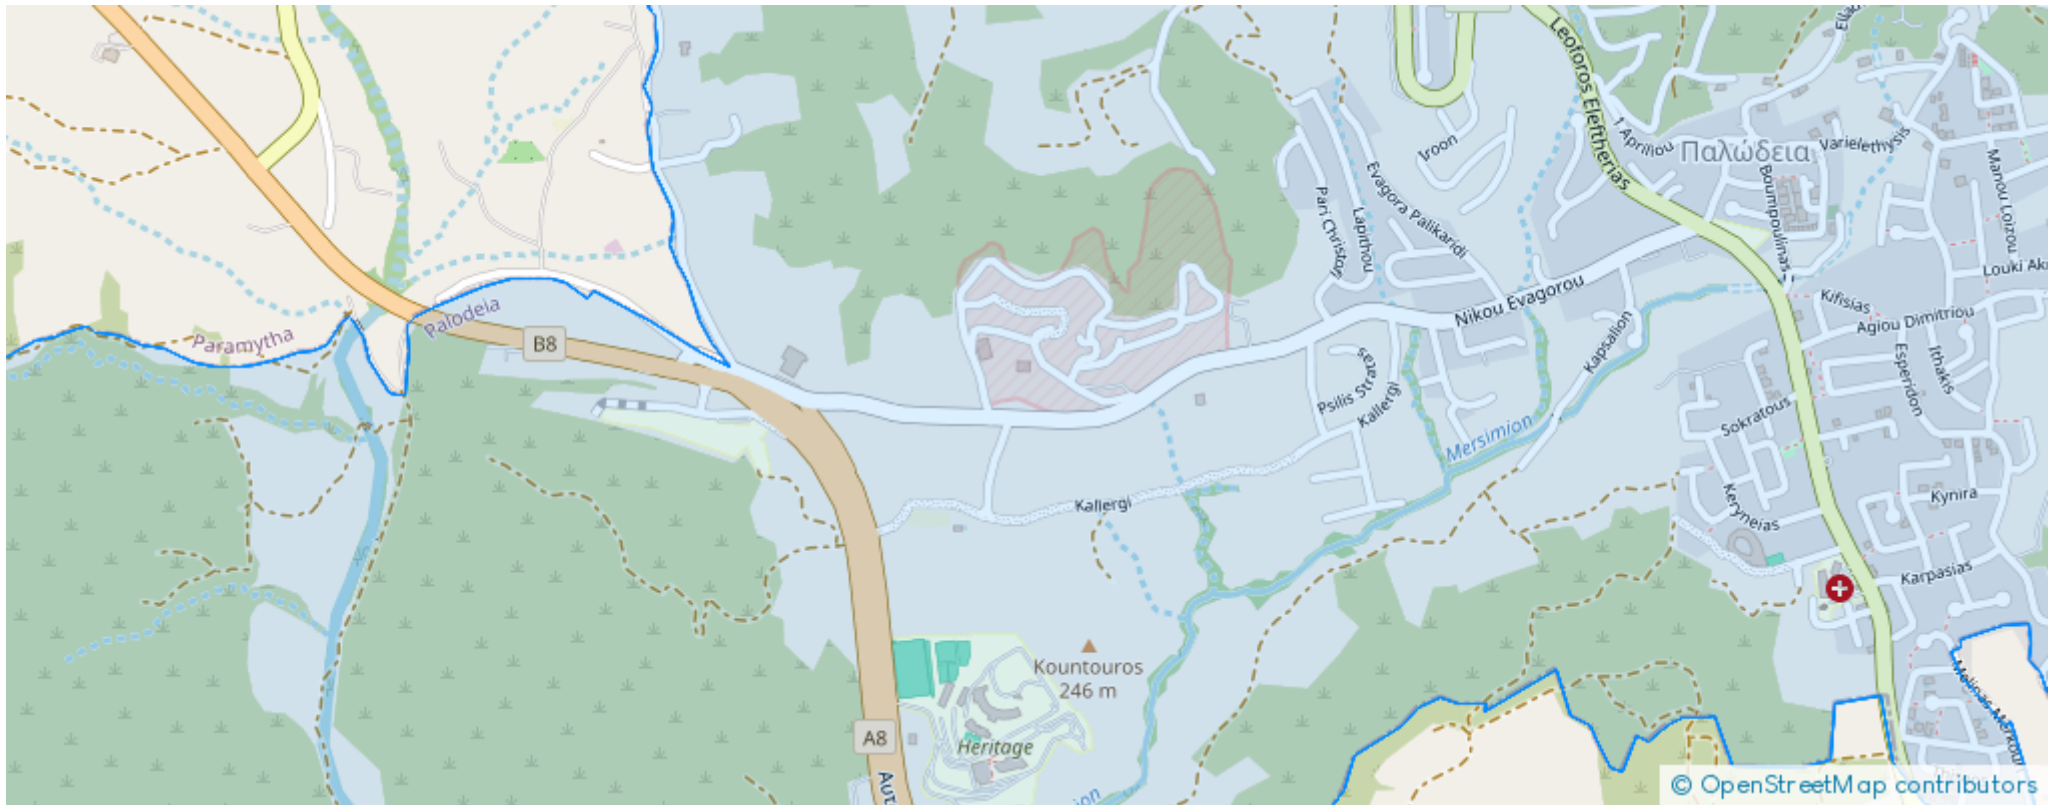 Leoforos Eleftherias
1 Apriliou
Παλώδεια
Varielethysis
Iroon
Evagora Palikaridi
Boumpoulinas
Manou Loizou
Pari Christofi
Lapithou
Louki
Nikou Evagorou
Kifisias
Agiou Dimitriou
Palodeia
Paramytha
B8
Kapsalion
Ithakis
Esperidon
Psilis Stratas
Kallergi
Sokratous
Mersimion
Kallergi
Keryneias
Kynira
Karpasias
Kountouros
246 m
A8
Heritage
© OpenStreetMap contributors